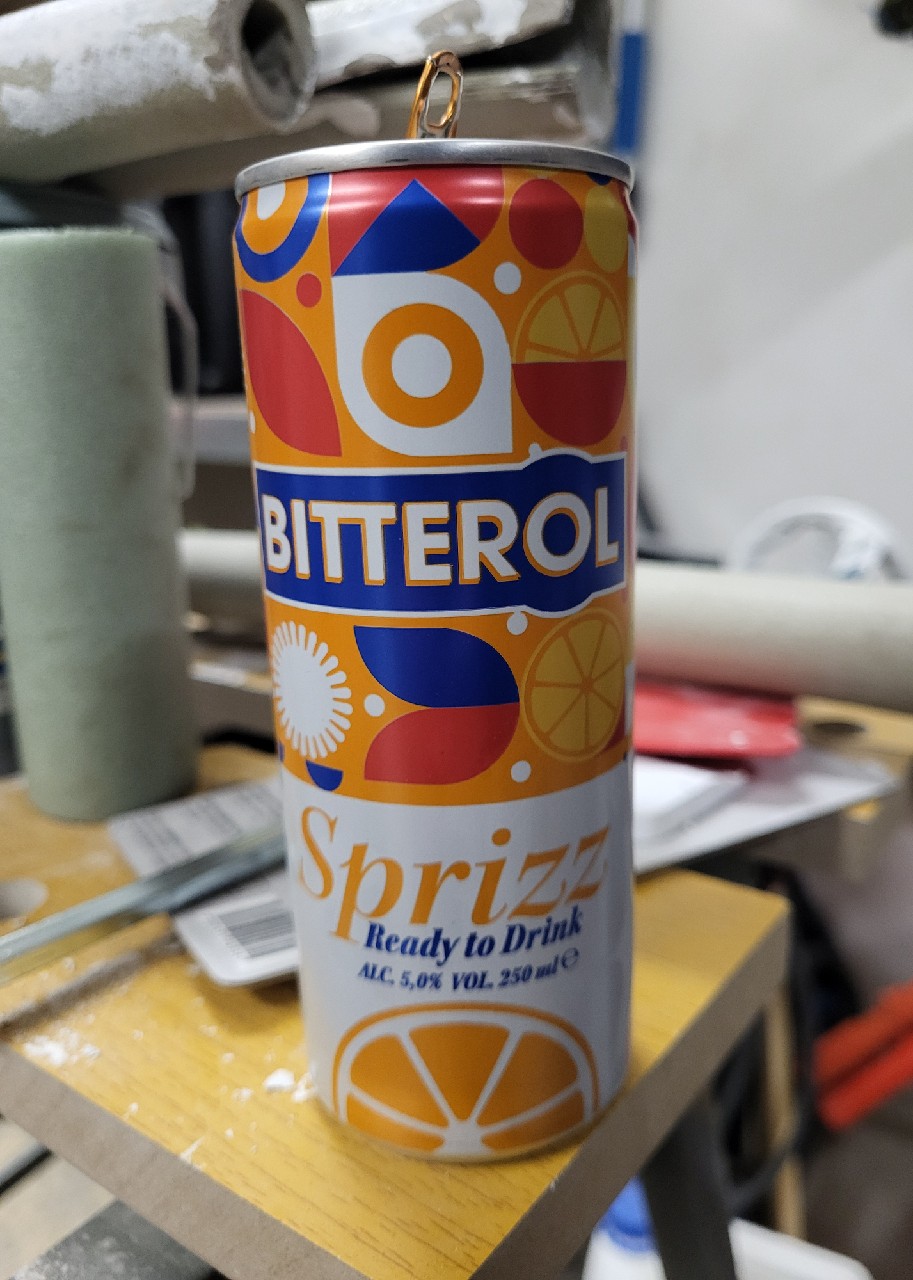 BITTEROL
Sprizz
Ready to Drink
ALC. 5,0% VOL. 250 ml ℮